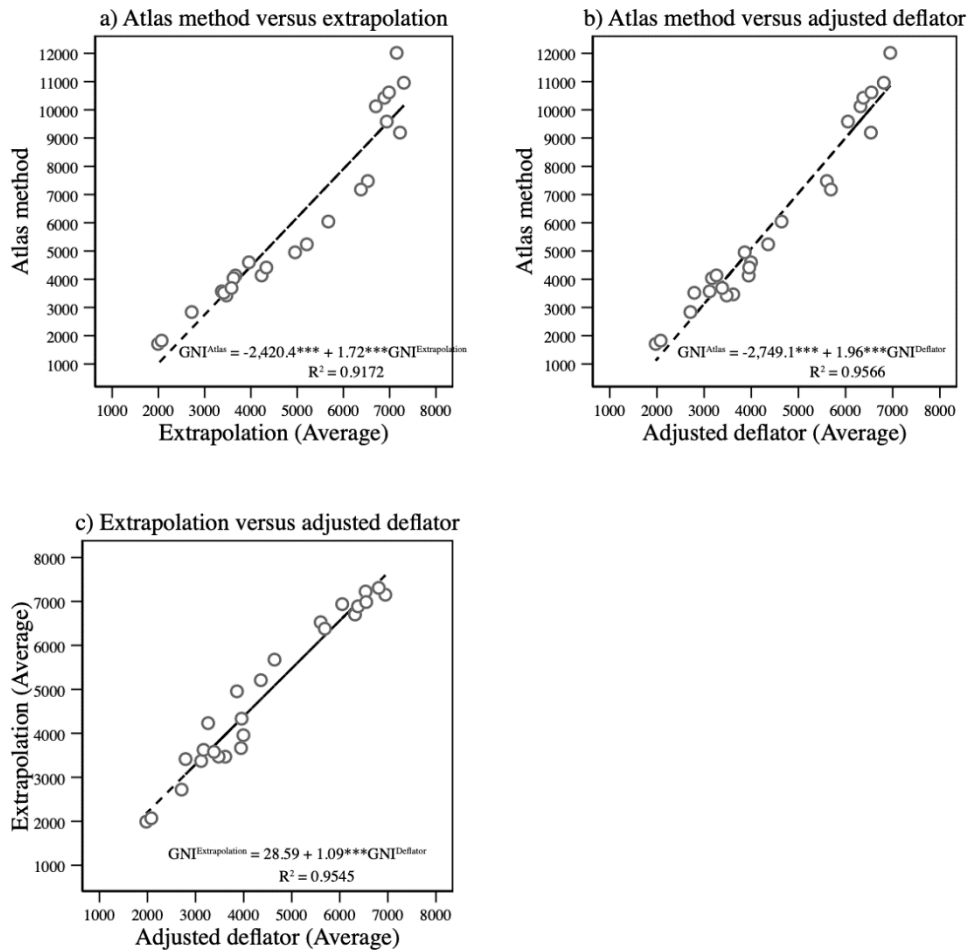 a) Atlas method versus extrapolation
12000
11000
10000
9000
8000
7000
6000
5000
4000
3000
2000
1000
Atlas method
GNI^Atlas = -2,420.4*** + 1.72***GNI^Extrapolation
R² = 0.9172
1000 2000 3000 4000 5000 6000 7000 8000
Extrapolation (Average)
b) Atlas method versus adjusted deflator
12000
11000
10000
9000
8000
7000
6000
5000
4000
3000
2000
1000
Atlas method
GNI^Atlas = -2,749.1*** + 1.96***GNI^Deflator
R² = 0.9566
1000 2000 3000 4000 5000 6000 7000 8000
Adjusted deflator (Average)
c) Extrapolation versus adjusted deflator
8000
7000
6000
5000
4000
3000
2000
1000
Extrapolation (Average)
GNI^Extrapolation = 28.59 + 1.09***GNI^Deflator
R² = 0.9545
1000 2000 3000 4000 5000 6000 7000 8000
Adjusted deflator (Average)